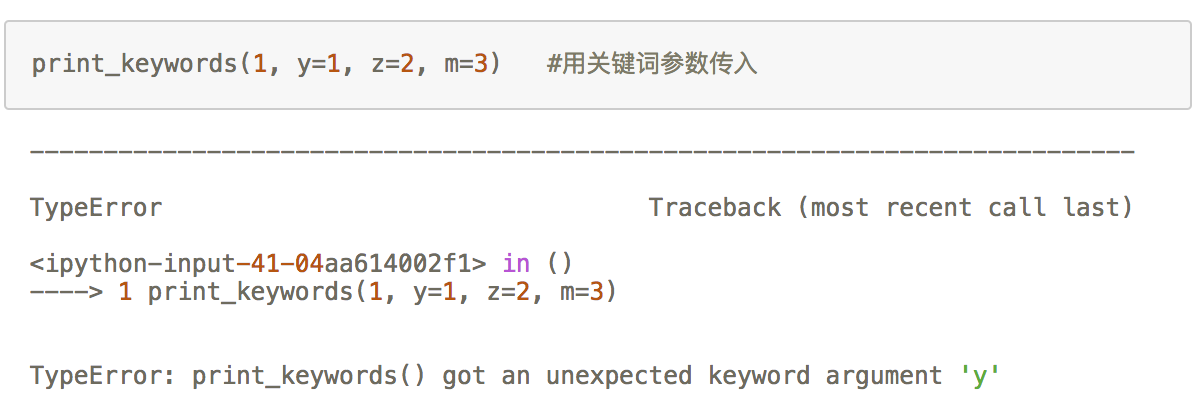 print_keywords(1, y=1, z=2, m=3)   #用关键词参数传入
---------------------------------------------------------------------------
TypeError                                 Traceback (most recent call last)
<ipython-input-41-04aa614002f1> in ()
----> 1 print_keywords(1, y=1, z=2, m=3)
TypeError: print_keywords() got an unexpected keyword argument 'y'